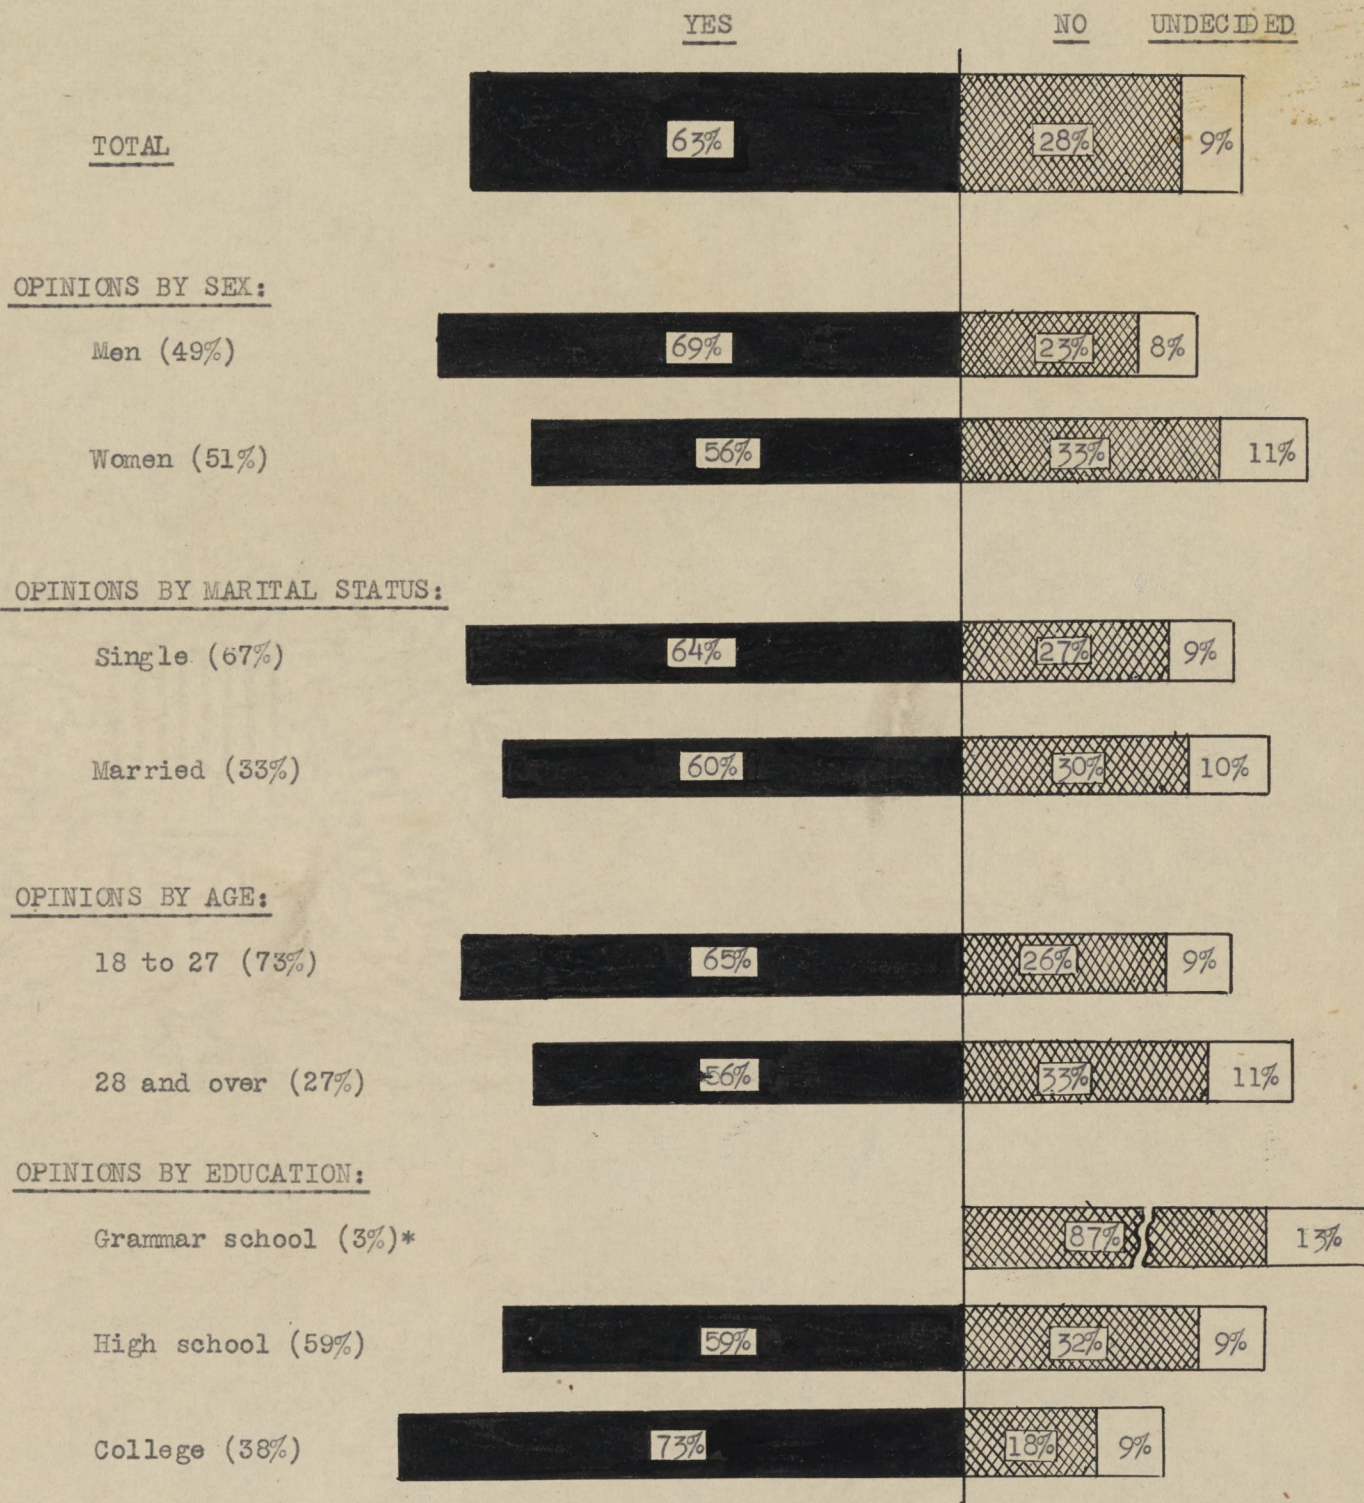 YES NO UNDECIDED
TOTAL 63% 28% 9%
OPINIONS BY SEX:
Men (49%) 69% 23% 8%
Women (51%) 56% 33% 11%
OPINIONS BY MARITAL STATUS:
Single (67%) 64% 27% 9%
Married (33%) 60% 30% 10%
OPINIONS BY AGE:
18 to 27 (73%) 65% 26% 9%
28 and over (27%) 56% 33% 11%
OPINIONS BY EDUCATION:
Grammar school (3%)* 87% 13%
High school (59%) 59% 32% 9%
College (38%) 73% 18% 9%